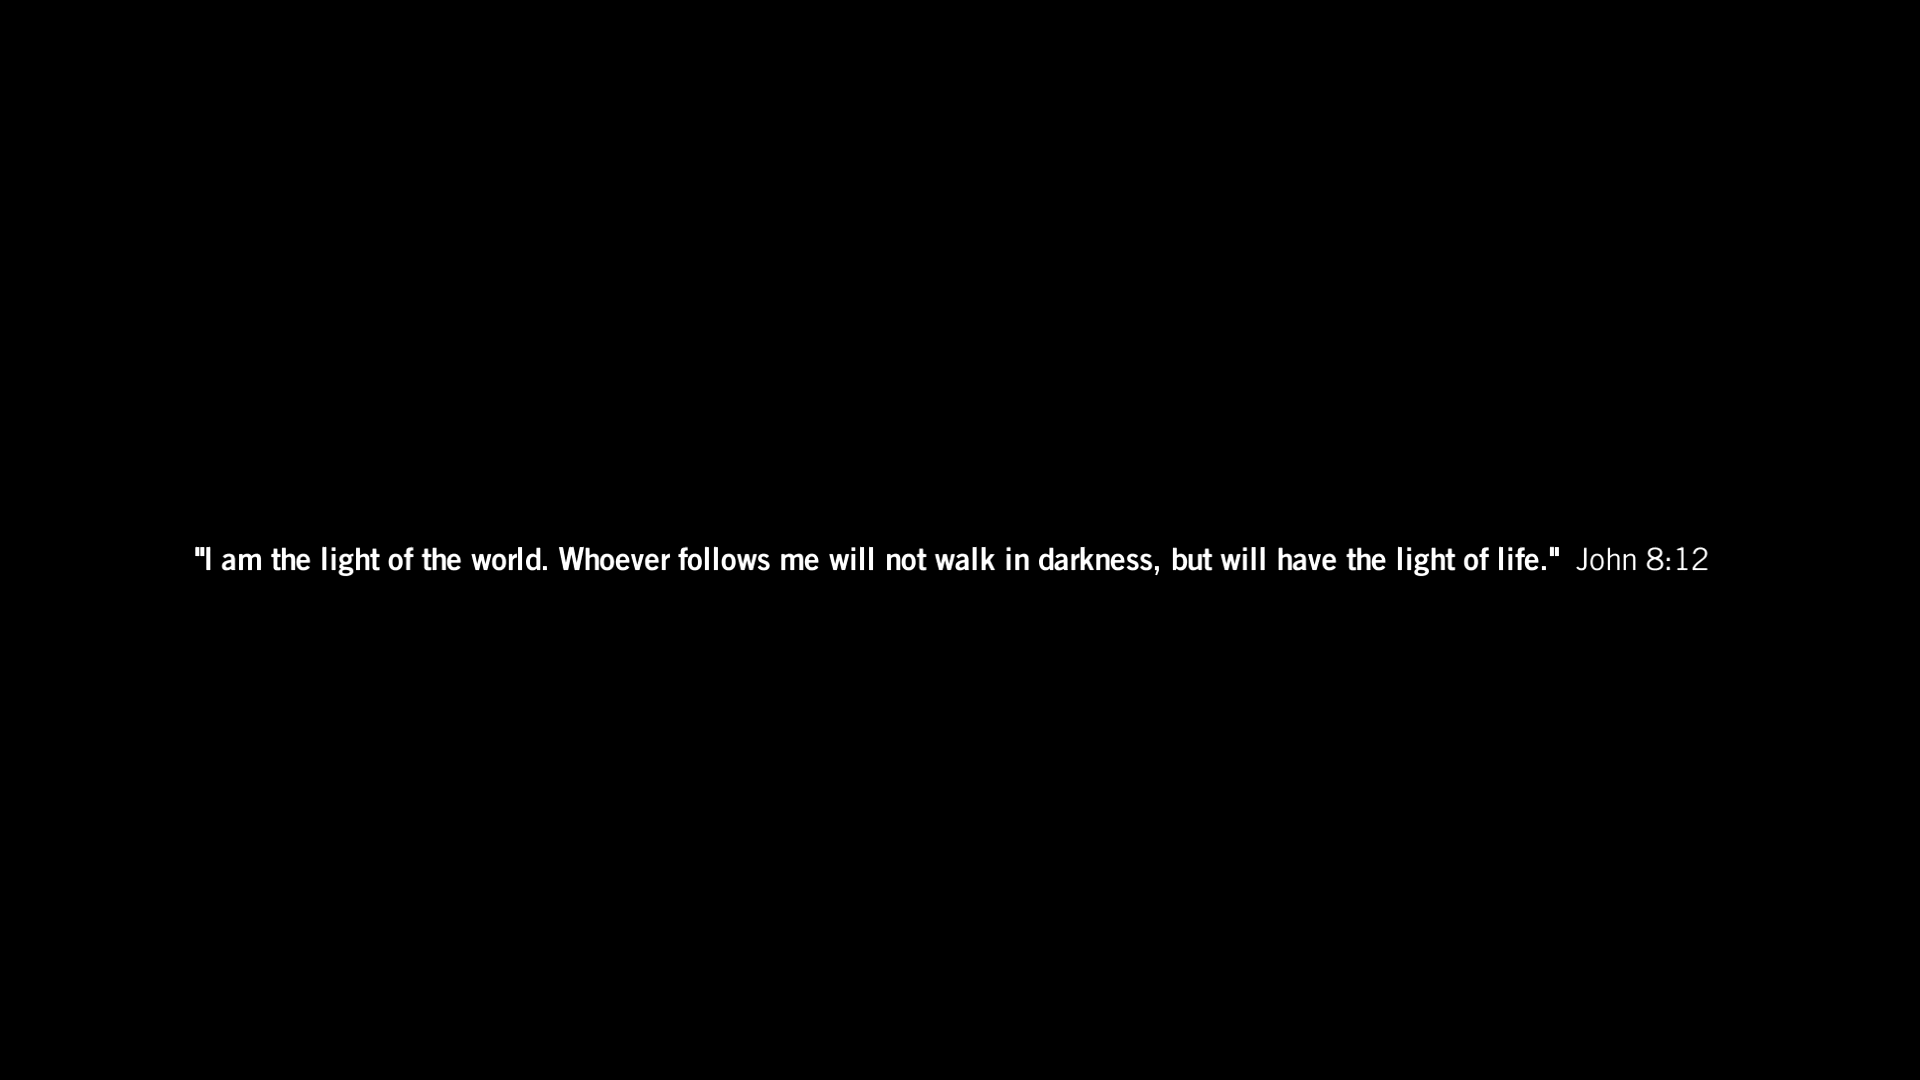 "I am the light of the world. Whoever follows me will not walk in darkness, but will have the light of life." John 8:12